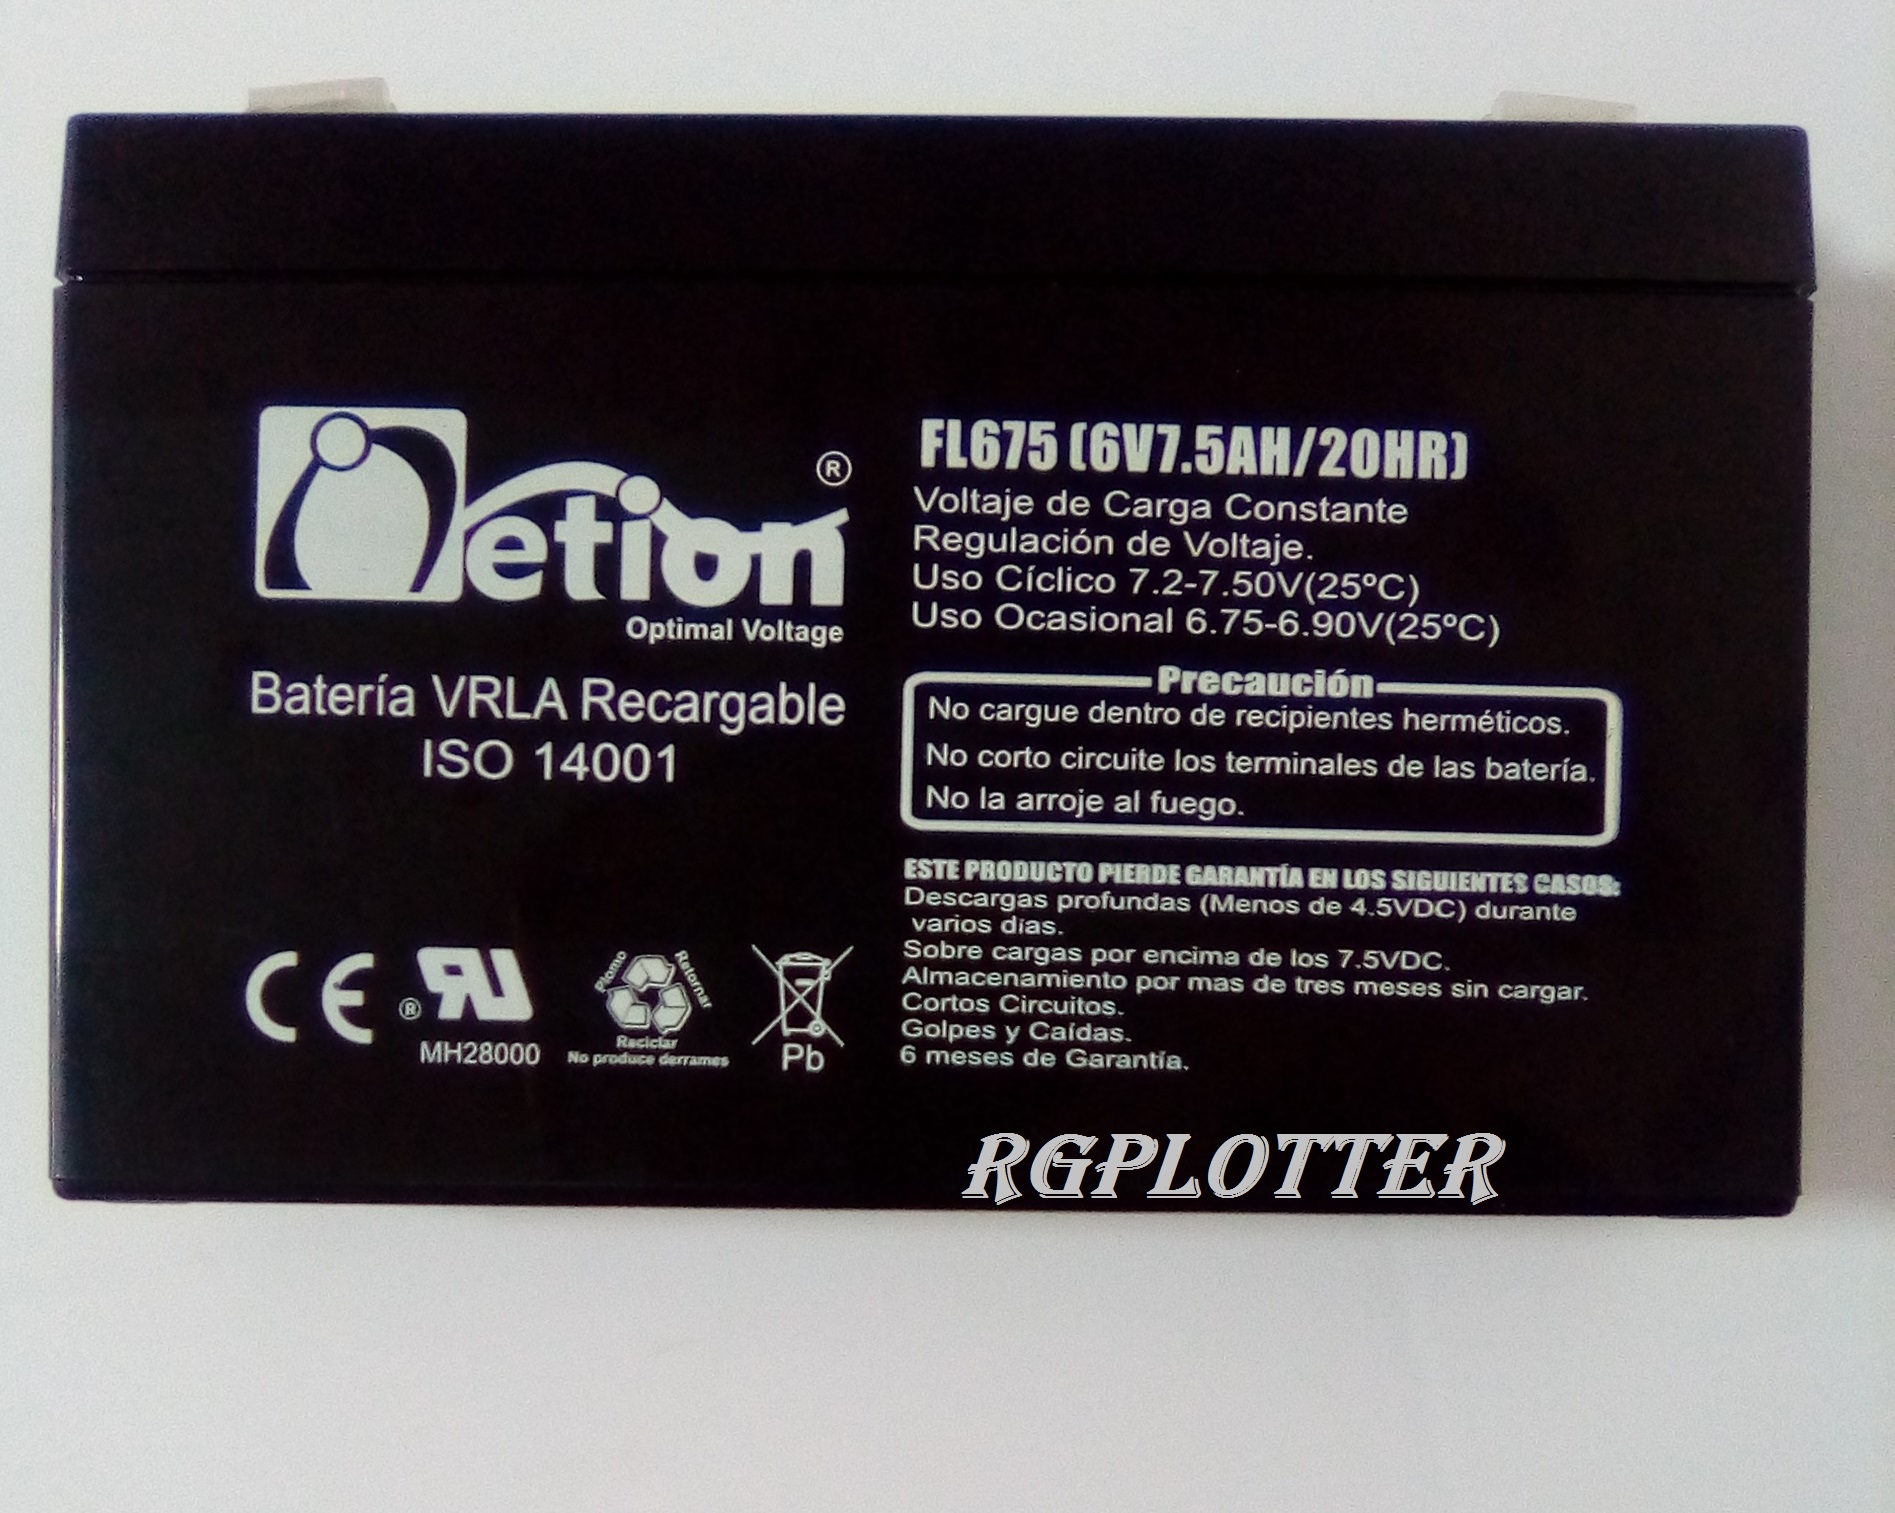 Netion ®
Optimal Voltage
Batería VRLA Recargable
ISO 14001
CE
® UR
MH28000
Plomo
Retornar
Reciclar
No produce derrames
Pb
FL675 (6V7.5AH/20HR)
Voltaje de Carga Constante
Regulación de Voltaje.
Uso Cíclico 7.2-7.50V(25ºC)
Uso Ocasional 6.75-6.90V(25ºC)
Precaución
No cargue dentro de recipientes herméticos.
No corto circuite los terminales de las batería.
No la arroje al fuego.
ESTE PRODUCTO PIERDE GARANTÍA EN LOS SIGUIENTES CASOS:
Descargas profundas (Menos de 4.5VDC) durante
varios días.
Sobre cargas por encima de los 7.5VDC.
Almacenamiento por mas de tres meses sin cargar.
Cortos Circuitos.
Golpes y Caídas.
6 meses de Garantía.
RGPLOTTER